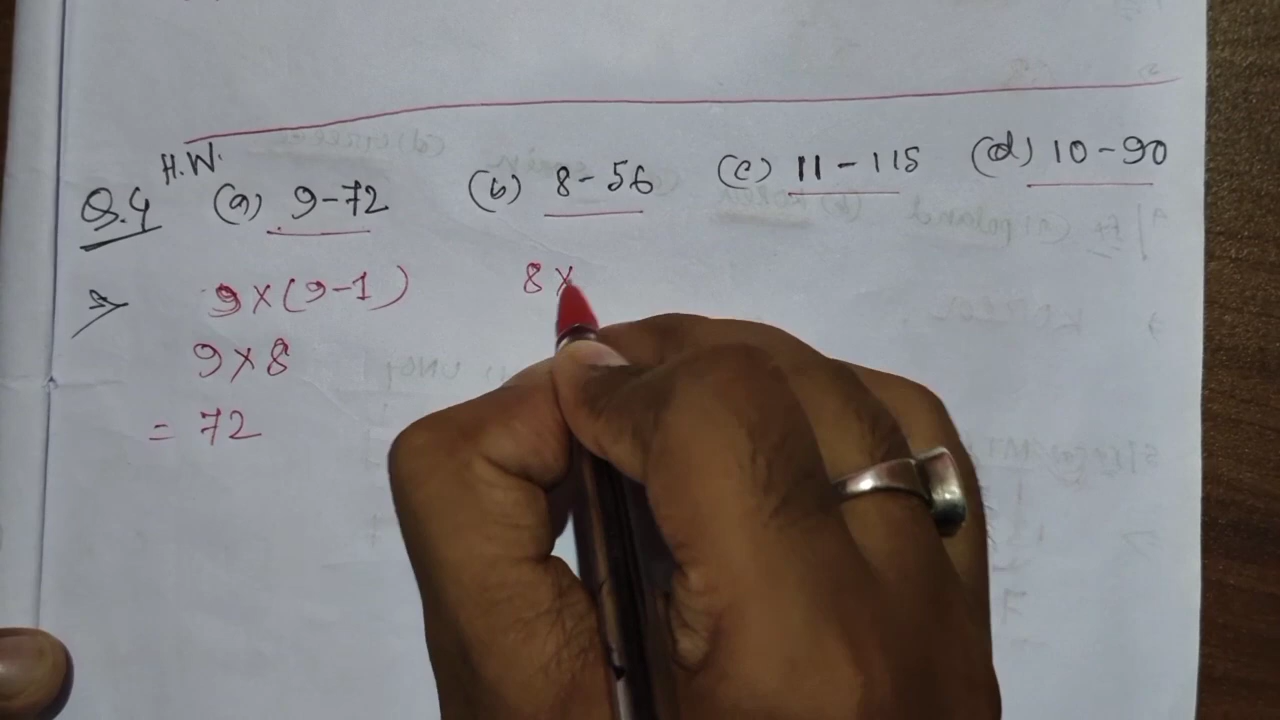 H.W.
Q.4 (a) 9-72 (b) 8-56 (c) 11-115 (d) 10-90
9×(9-1) 8×
9×8
= 72